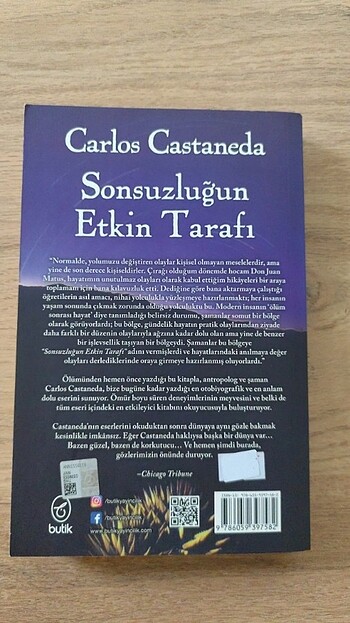 Carlos Castaneda
Sonsuzluğun
Etkin Tarafı
"Normalde, yolumuzu değiştiren olaylar kişisel olmayan meselelerdir, ama
yine de son derece kişiseldirler. Çırağı olduğum dönemde hocam Don Juan
Matus, hayatımın unutulmaz olayları olarak kabul ettiğim hikâyeleri bir araya
toplamam için bana kılavuzluk etti. Dediğine göre bana aktarmaya çalıştığı
öğretilerin asıl amacı, nihai yolculukla yüzleşmeye hazırlanmaktı; her insanın
yaşam sonunda çıkmak zorunda olduğu yolculuktu bu. Modern insanın 'ölüm
sonrası hayat' diye tanımladığı belirsiz durumu, şamanlar somut bir bölge
olarak görüyorlardı; bu bölge, gündelik hayatın pratik olaylarından ziyade
daha farklı bir düzenin olaylarıyla ağzına kadar dolu olan ama yine de benzer
bir işlevsellik taşıyan bir bölgeydi. Şamanlar bu bölgeye
"Sonsuzluğun Etkin Tarafı" adını vermişlerdi ve hayatlarındaki anılmaya değer
olayları derlediklerinde oraya girmeye hazırlanmış oluyorlardı."
Ölümünden hemen önce yazdığı bu kitapla, antropolog ve şaman
Carlos Castaneda, bize bugüne kadar yazdığı en otobiyografik ve en anlam
dolu eserini sunuyor. Ömür boyu süren deneyimlerinin meyvesini ve belki de
tüm eseri içindeki en etkileyici kitabını okuyucusuyla buluşturuyor.
Castaneda'nın eserlerini okuduktan sonra dünyaya aynı gözle bakmak
kesinlikle imkânsız. Eğer Castaneda haklıysa başka bir dünya var...
Bazen güzel, bazen de korkutucu... Ve hemen şimdi burada,
gözlerimizin önünde duruyor.
–Chicago Tribune
butik
/butikyayincilik
/butikyayincilik
www.butikyayincilik.com
9 786059 397582